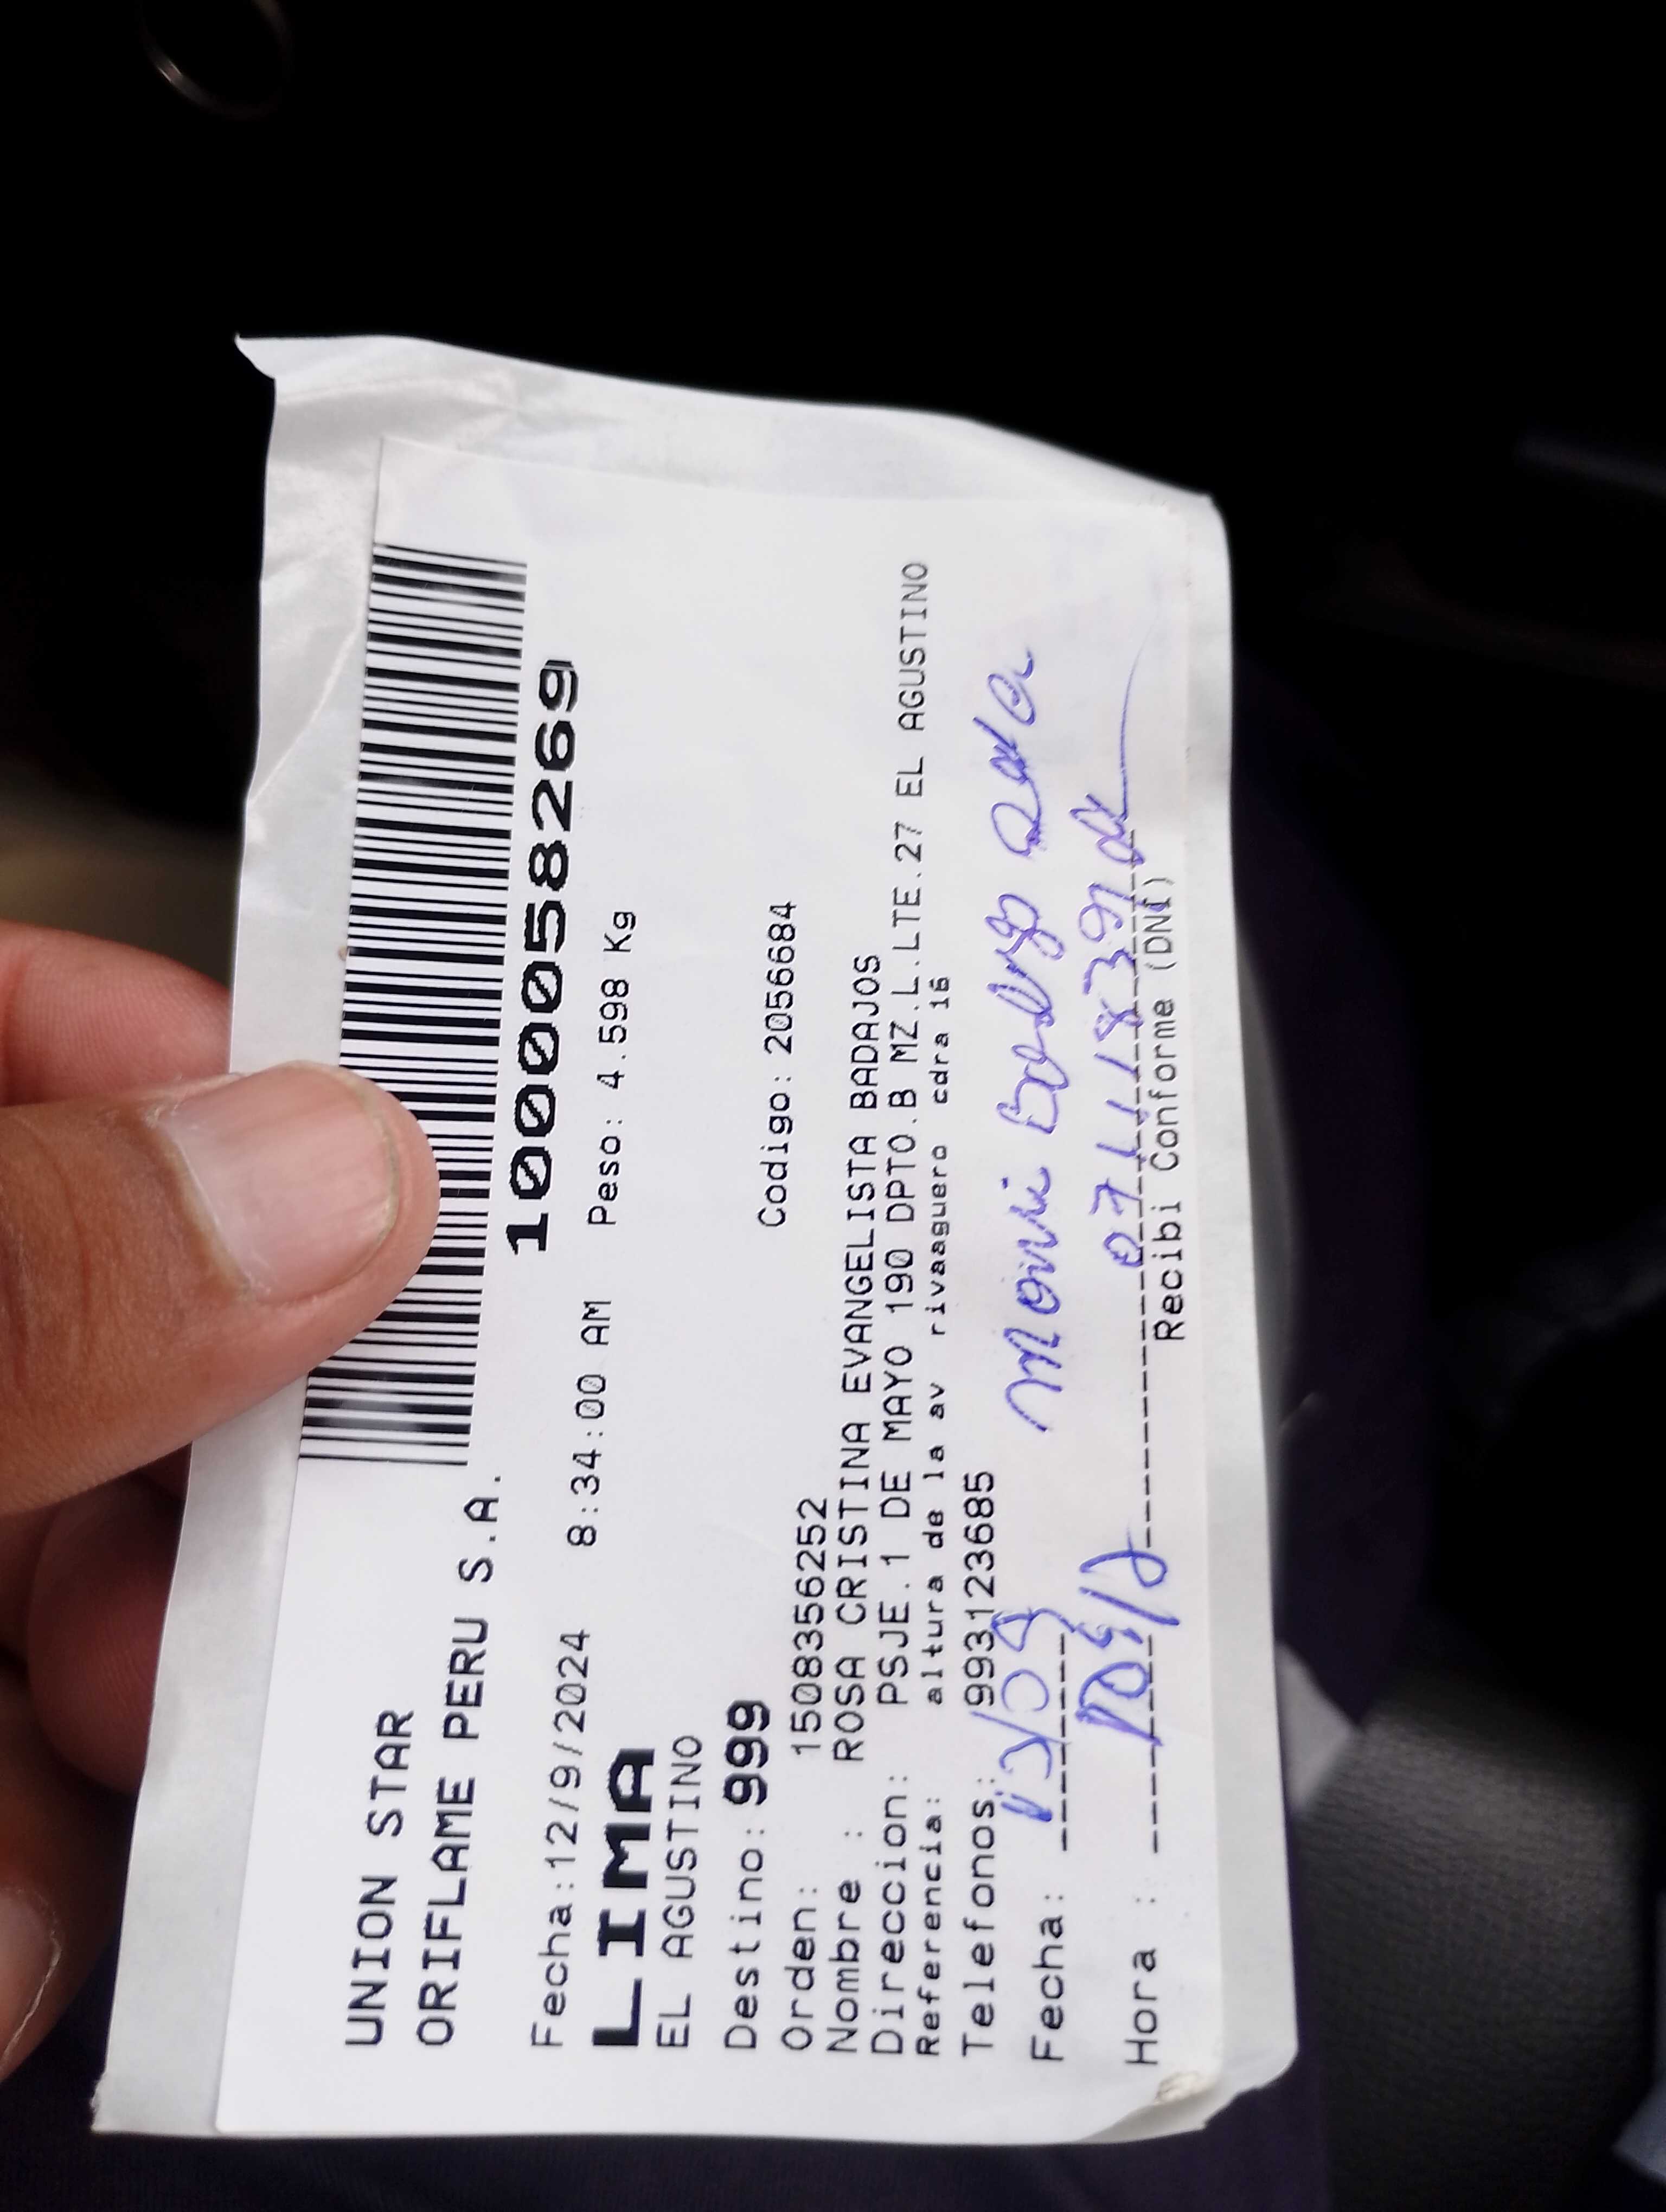 UNION STAR
ORIFLAME PERU S.A.
1000058269
Fecha:12/9/2024 8:34:00 AM Peso: 4.598 Kg
LIMA
EL AGUSTINO
Destino: 999 Codigo: 2056684
Orden: 1508356252
Nombre : ROSA CRISTINA EVANGELISTA BADAJOS
Direccion: PSJE.1 DE MAYO 190 DPTO.B MZ.L.LTE.27 EL AGUSTINO
Referencia: altura de la av rivaaguero cdra 16
Telefonos: 993123685
Fecha:
Hora :
Recibi Conforme (DNI)